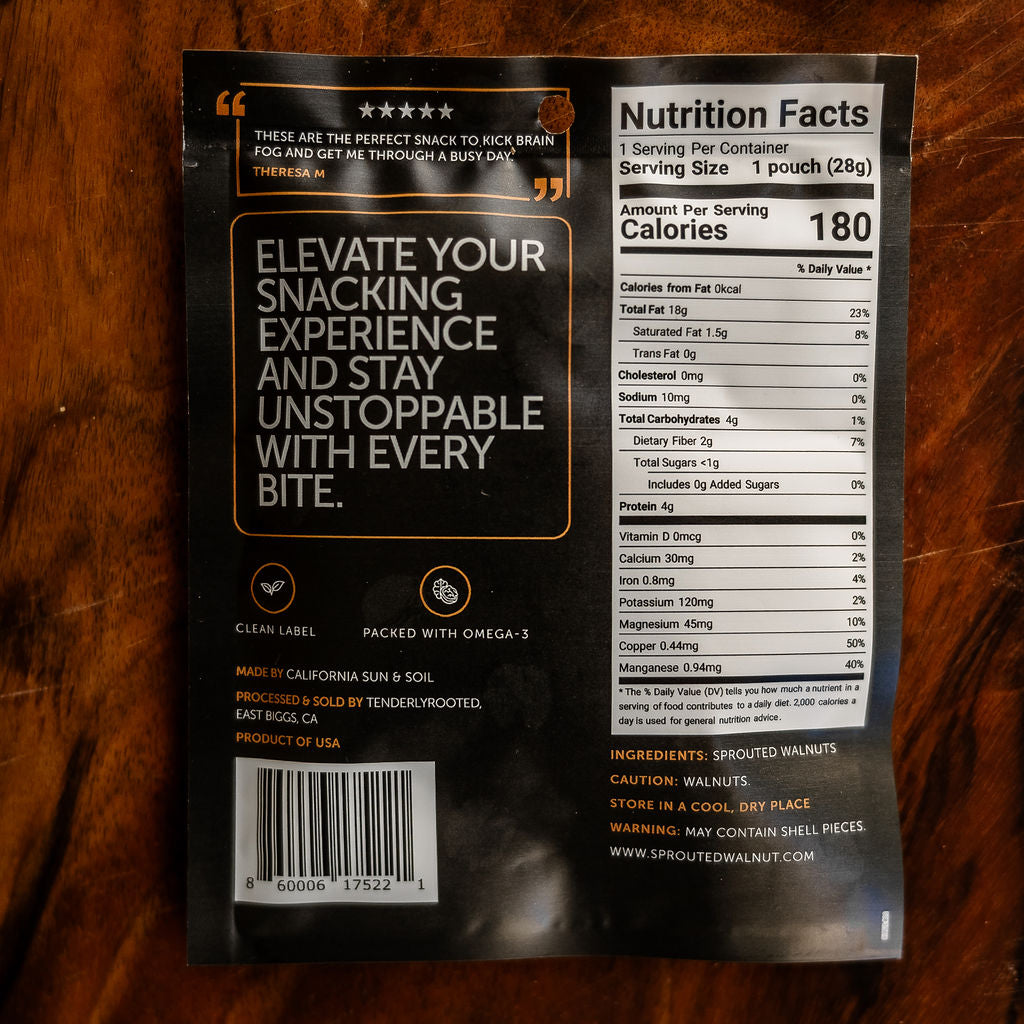 “
THESE ARE THE PERFECT SNACK TO KICK BRAIN
FOG AND GET ME THROUGH A BUSY DAY.
THERESA M
”
ELEVATE YOUR
SNACKING
EXPERIENCE
AND STAY
UNSTOPPABLE
WITH EVERY
BITE.
CLEAN LABEL
PACKED WITH OMEGA-3
MADE BY CALIFORNIA SUN & SOIL
PROCESSED & SOLD BY TENDERLYROOTED,
EAST BIGGS, CA
PRODUCT OF USA
8 60006 17522 1
Nutrition Facts
1 Serving Per Container
Serving Size 1 pouch (28g)
Amount Per Serving
Calories 180
% Daily Value *
Calories from Fat 0kcal
Total Fat 18g 23%
Saturated Fat 1.5g 8%
Trans Fat 0g
Cholesterol 0mg 0%
Sodium 10mg 0%
Total Carbohydrates 4g 1%
Dietary Fiber 2g 7%
Total Sugars <1g
Includes 0g Added Sugars 0%
Protein 4g
Vitamin D 0mcg 0%
Calcium 30mg 2%
Iron 0.8mg 4%
Potassium 120mg 2%
Magnesium 45mg 10%
Copper 0.44mg 50%
Manganese 0.94mg 40%
* The % Daily Value (DV) tells you how much a nutrient in a
serving of food contributes to a daily diet. 2,000 calories a
day is used for general nutrition advice.
INGREDIENTS: SPROUTED WALNUTS
CAUTION: WALNUTS.
STORE IN A COOL, DRY PLACE
WARNING: MAY CONTAIN SHELL PIECES.
WWW.SPROUTEDWALNUT.COM